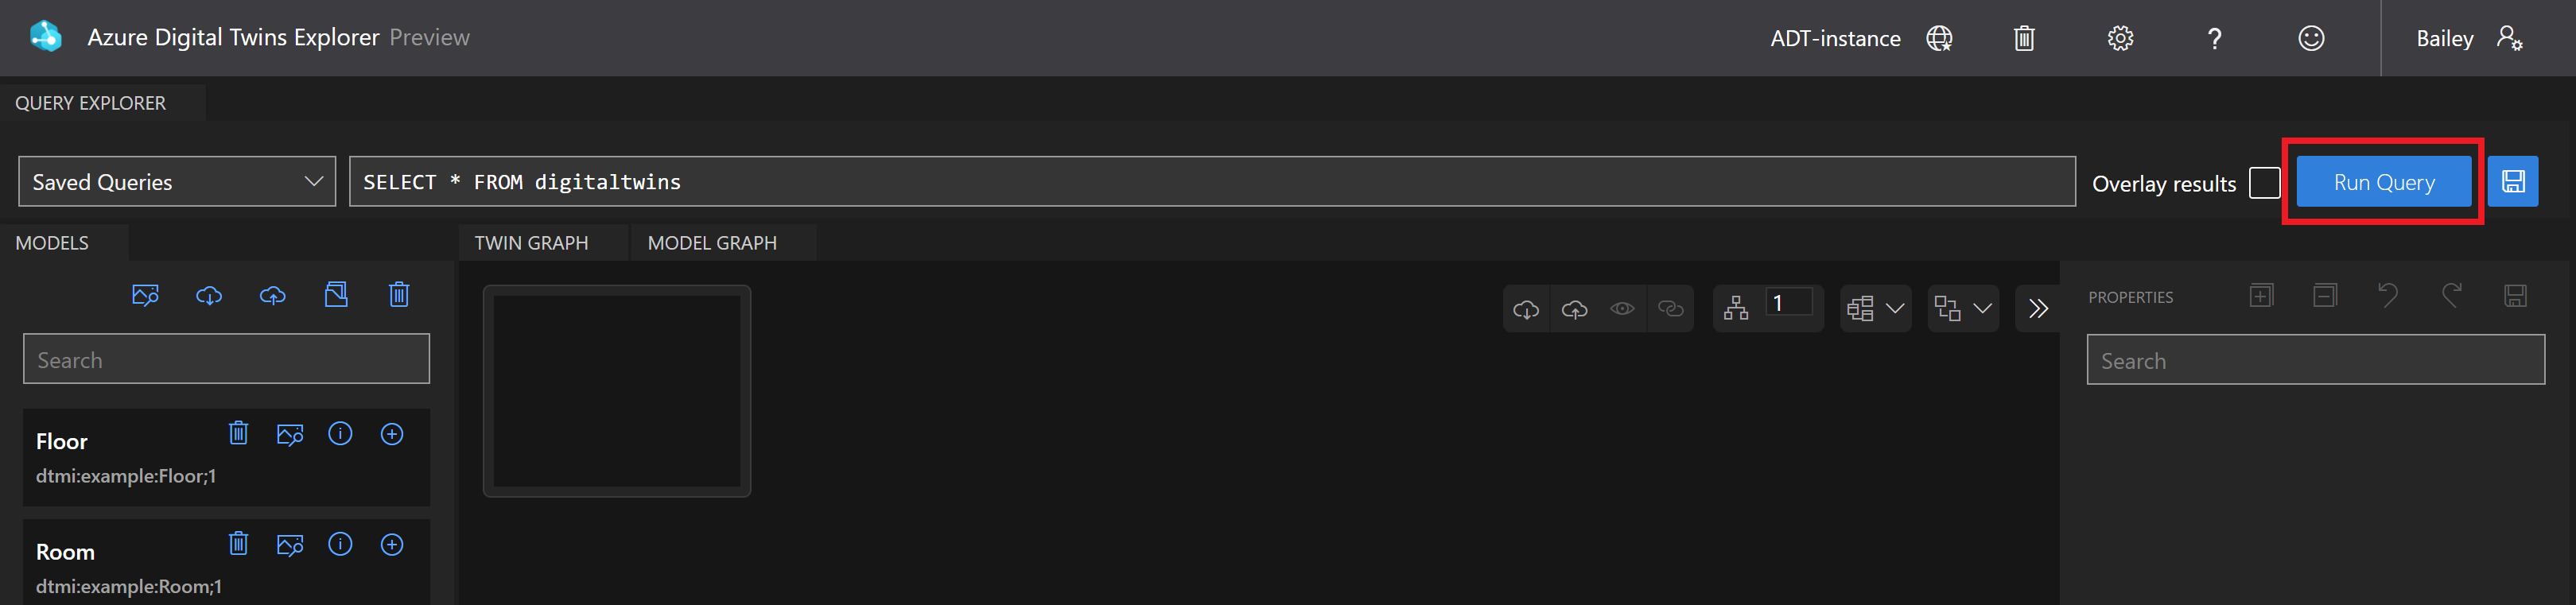 Azure Digital Twins Explorer Preview
ADT-instance
Bailey
QUERY EXPLORER
Saved Queries
SELECT * FROM digitaltwins
Overlay results
Run Query
MODELS
TWIN GRAPH
MODEL GRAPH
1
PROPERTIES
Search
Search
Floor
dtmi:example:Floor;1
Room
dtmi:example:Room;1